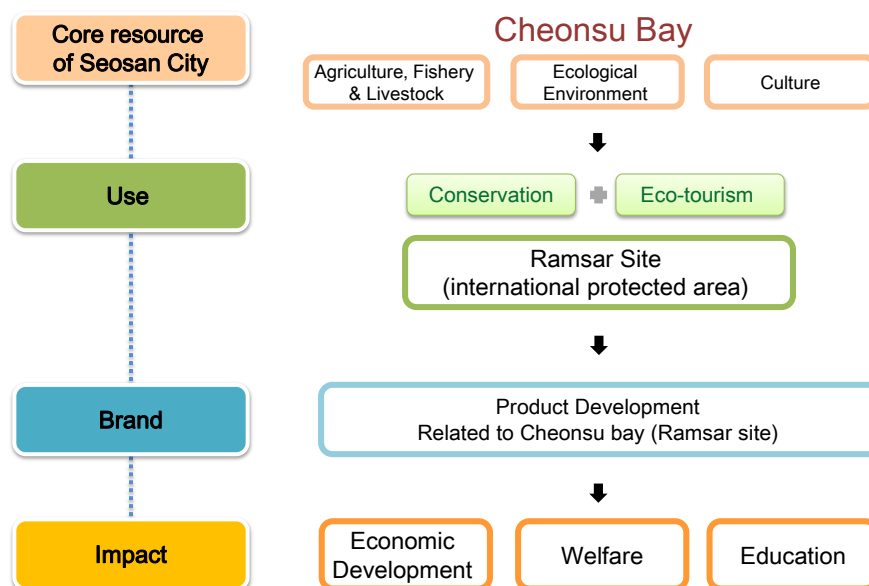 Core resource
of Seosan City
Cheonsu Bay
Agriculture, Fishery
& Livestock
Ecological
Environment
Culture
Use
Conservation
Eco-tourism
Ramsar Site
(international protected area)
Brand
Product Development
Related to Cheonsu bay (Ramsar site)
Impact
Economic
Development
Welfare
Education